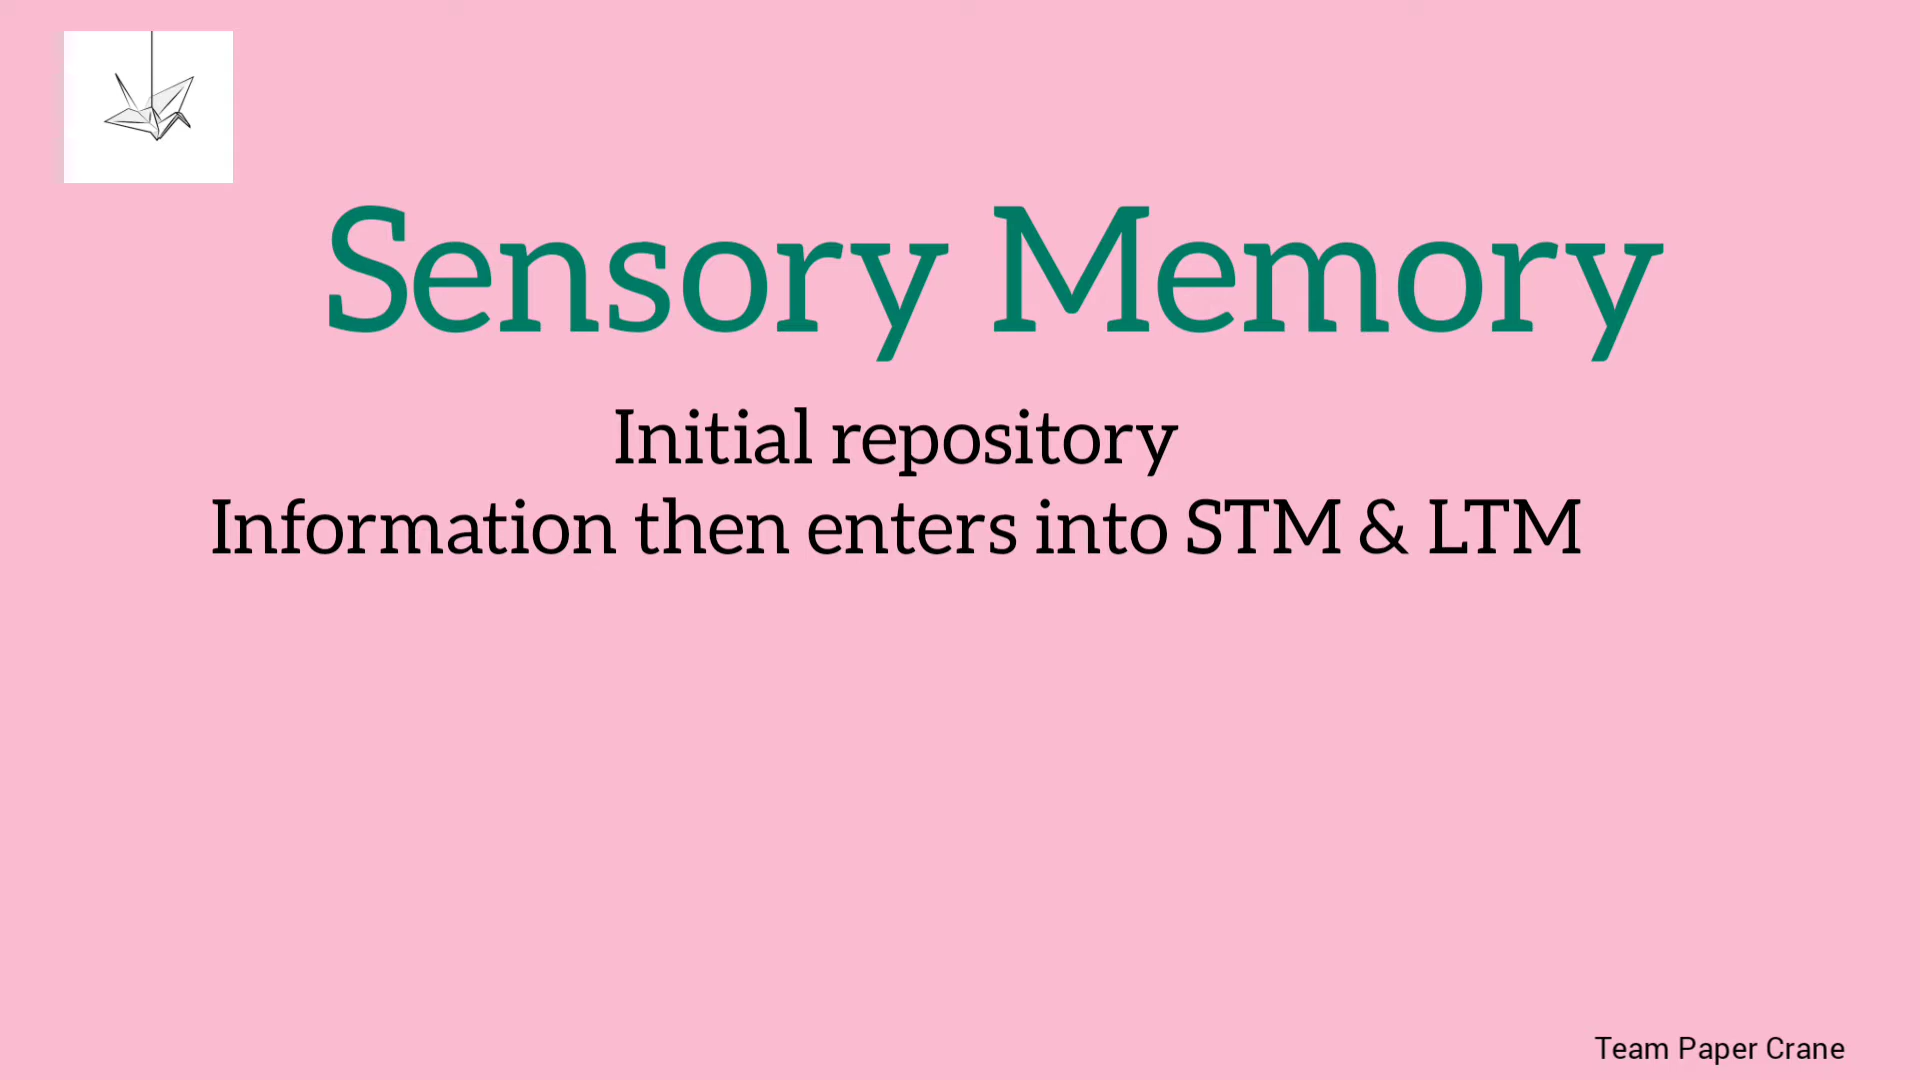 Sensory Memory
Initial repository
Information then enters into STM & LTM
Team Paper Crane